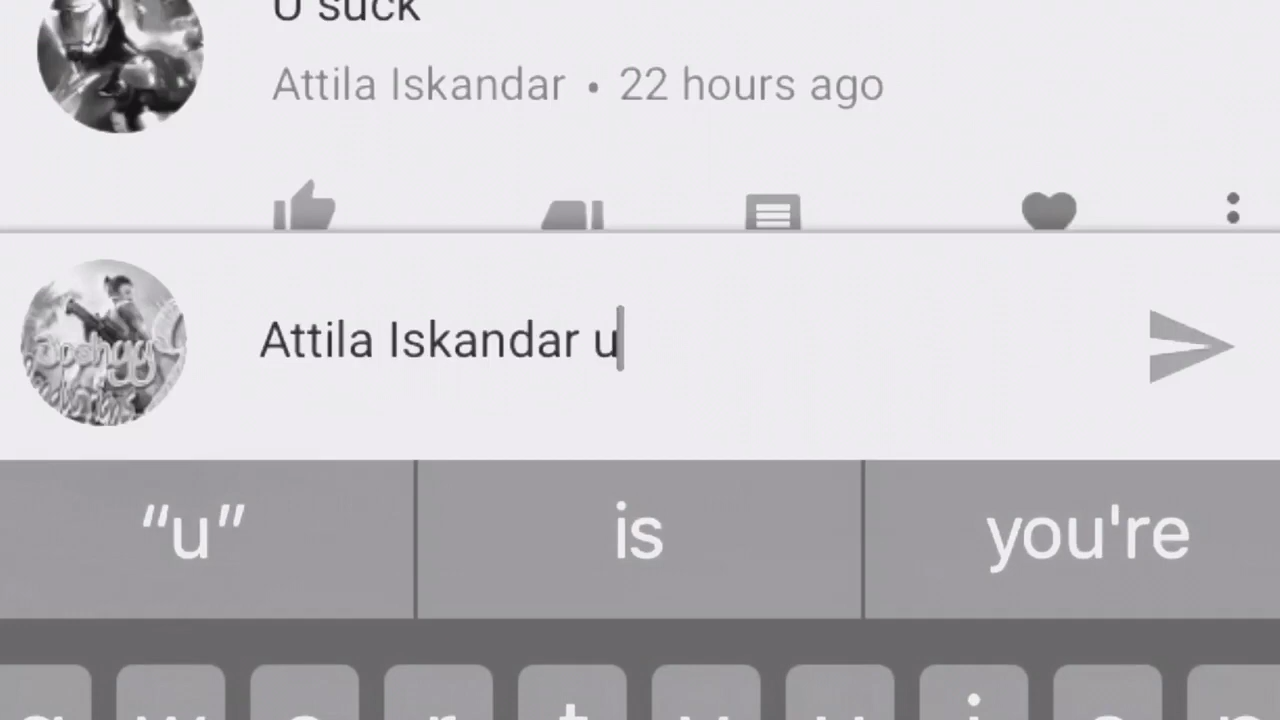 U suck
Attila Iskandar • 22 hours ago
Attila Iskandar u
“u” is you're
q w e r t y u i o p